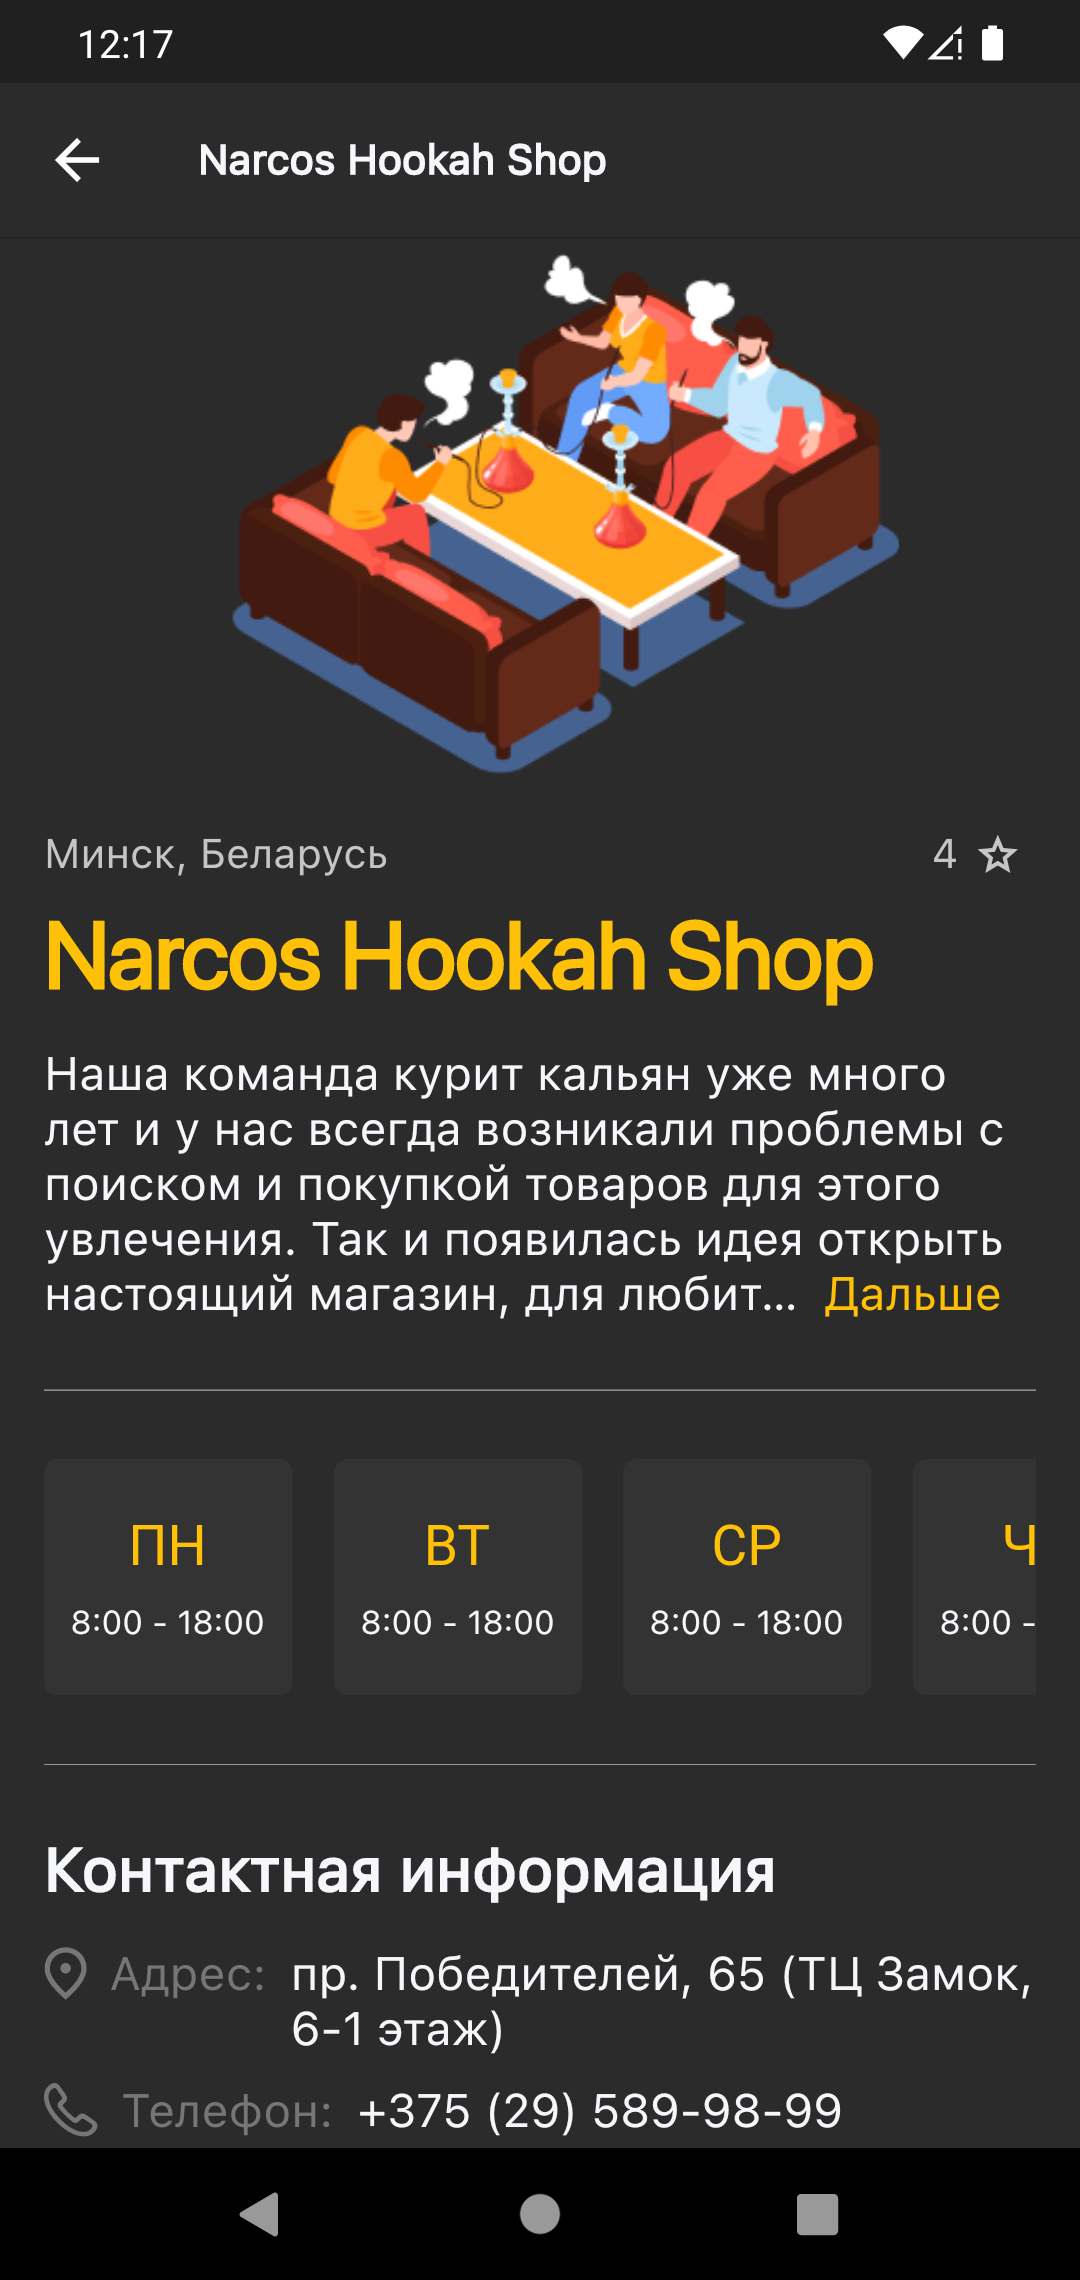 12:17
Narcos Hookah Shop
Минск, Беларусь
4
Narcos Hookah Shop
Наша команда курит кальян уже много
лет и у нас всегда возникали проблемы с
поиском и покупкой товаров для этого
увлечения. Так и появилась идея открыть
настоящий магазин, для любит... Дальше
ПН
8:00 - 18:00
ВТ
8:00 - 18:00
СР
8:00 - 18:00
Ч
8:00 -
Контактная информация
Адрес: пр. Победителей, 65 (ТЦ Замок,
6-1 этаж)
Телефон: +375 (29) 589-98-99